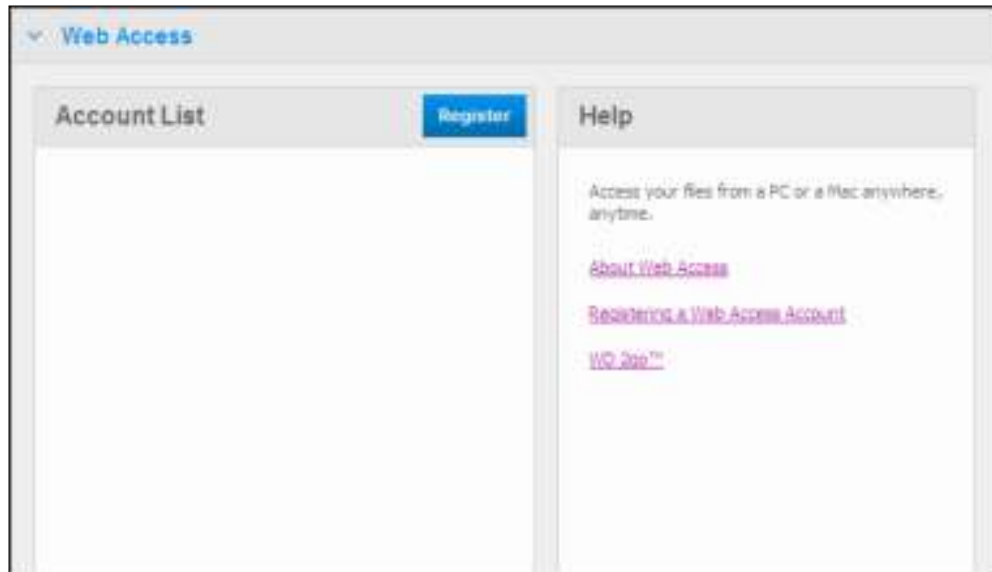 Web Access
Account List
Register
Help
Access your files from a PC or a Mac anywhere,
anytime.
About Web Access
Registering a Web Access Account
WD 2go™